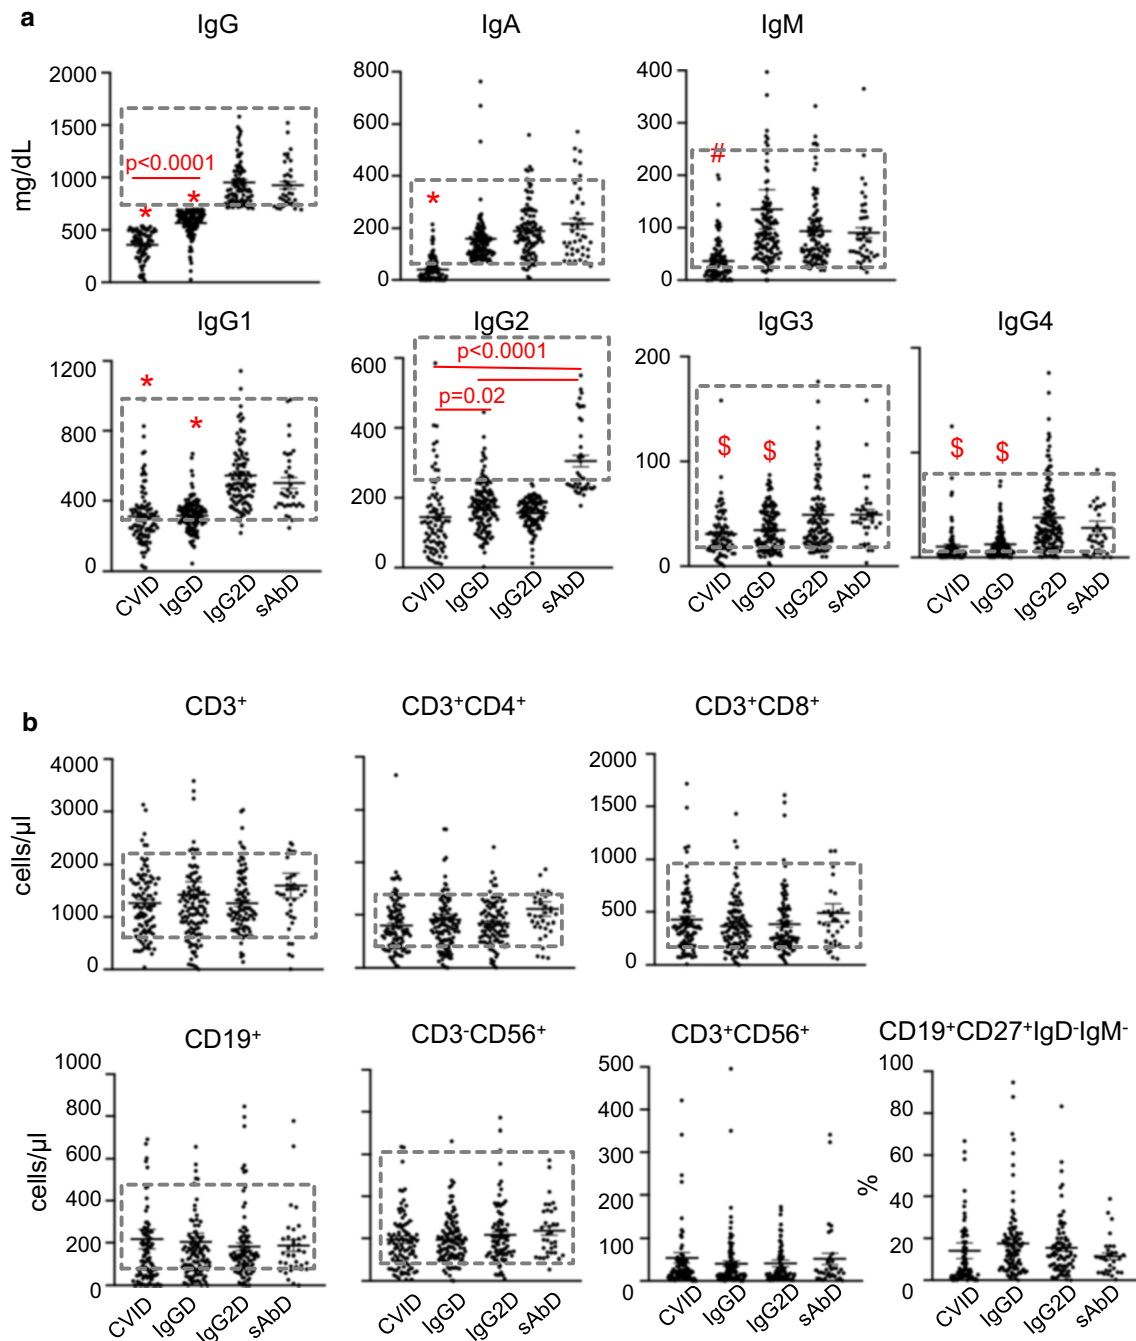 a
IgG
IgA
IgM
mg/dL
2000
1500
1000
500
0
p<0.0001
*
*
800
600
400
200
0
*
400
300
200
100
0
#
IgG1
IgG2
IgG3
IgG4
1200
800
400
0
*
*
600
400
200
0
p<0.0001
p=0.02
200
100
0
$
$
$
$
CVID
IgGD
IgG2D
sAbD
CVID
IgGD
IgG2D
sAbD
CVID
IgGD
IgG2D
sAbD
CVID
IgGD
IgG2D
sAbD
b
CD3⁺
CD3⁺CD4⁺
CD3⁺CD8⁺
cells/µl
4000
3000
2000
1000
0
2000
1500
1000
500
0
CD19⁺
CD3⁻CD56⁺
CD3⁺CD56⁺
CD19⁺CD27⁺IgD⁻IgM⁻
cells/µl
1000
800
600
400
200
0
500
400
300
200
100
0
%
100
80
60
40
20
0
CVID
IgGD
IgG2D
sAbD
CVID
IgGD
IgG2D
sAbD
CVID
IgGD
IgG2D
sAbD
CVID
IgGD
IgG2D
sAbD